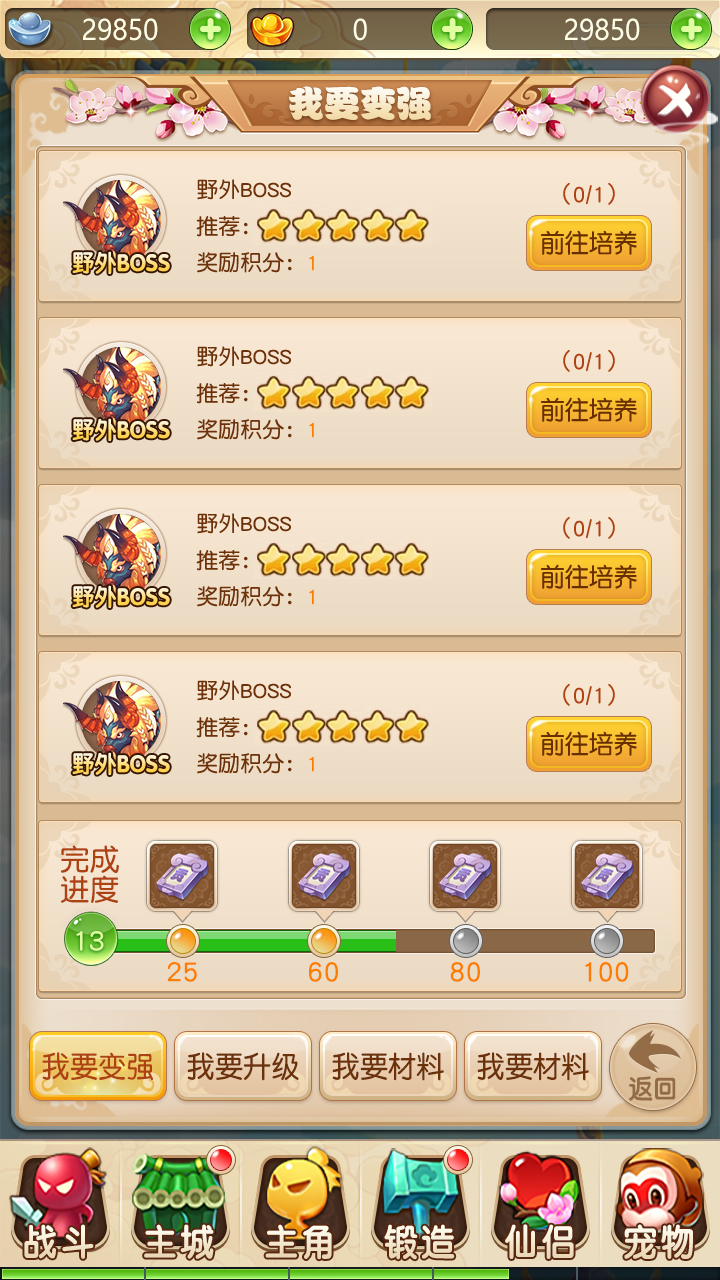 29850 0 29850
我要变强
野外BOSS
野外BOSS
推荐：
奖励积分： 1
（0/1）
前往培养
野外BOSS
野外BOSS
推荐：
奖励积分： 1
（0/1）
前往培养
野外BOSS
野外BOSS
推荐：
奖励积分： 1
（0/1）
前往培养
野外BOSS
野外BOSS
推荐：
奖励积分： 1
（0/1）
前往培养
完成
进度
13
25 60 80 100
我要变强 我要升级 我要材料 我要材料 返回
战斗 主城 主角 锻造 仙侣 宠物